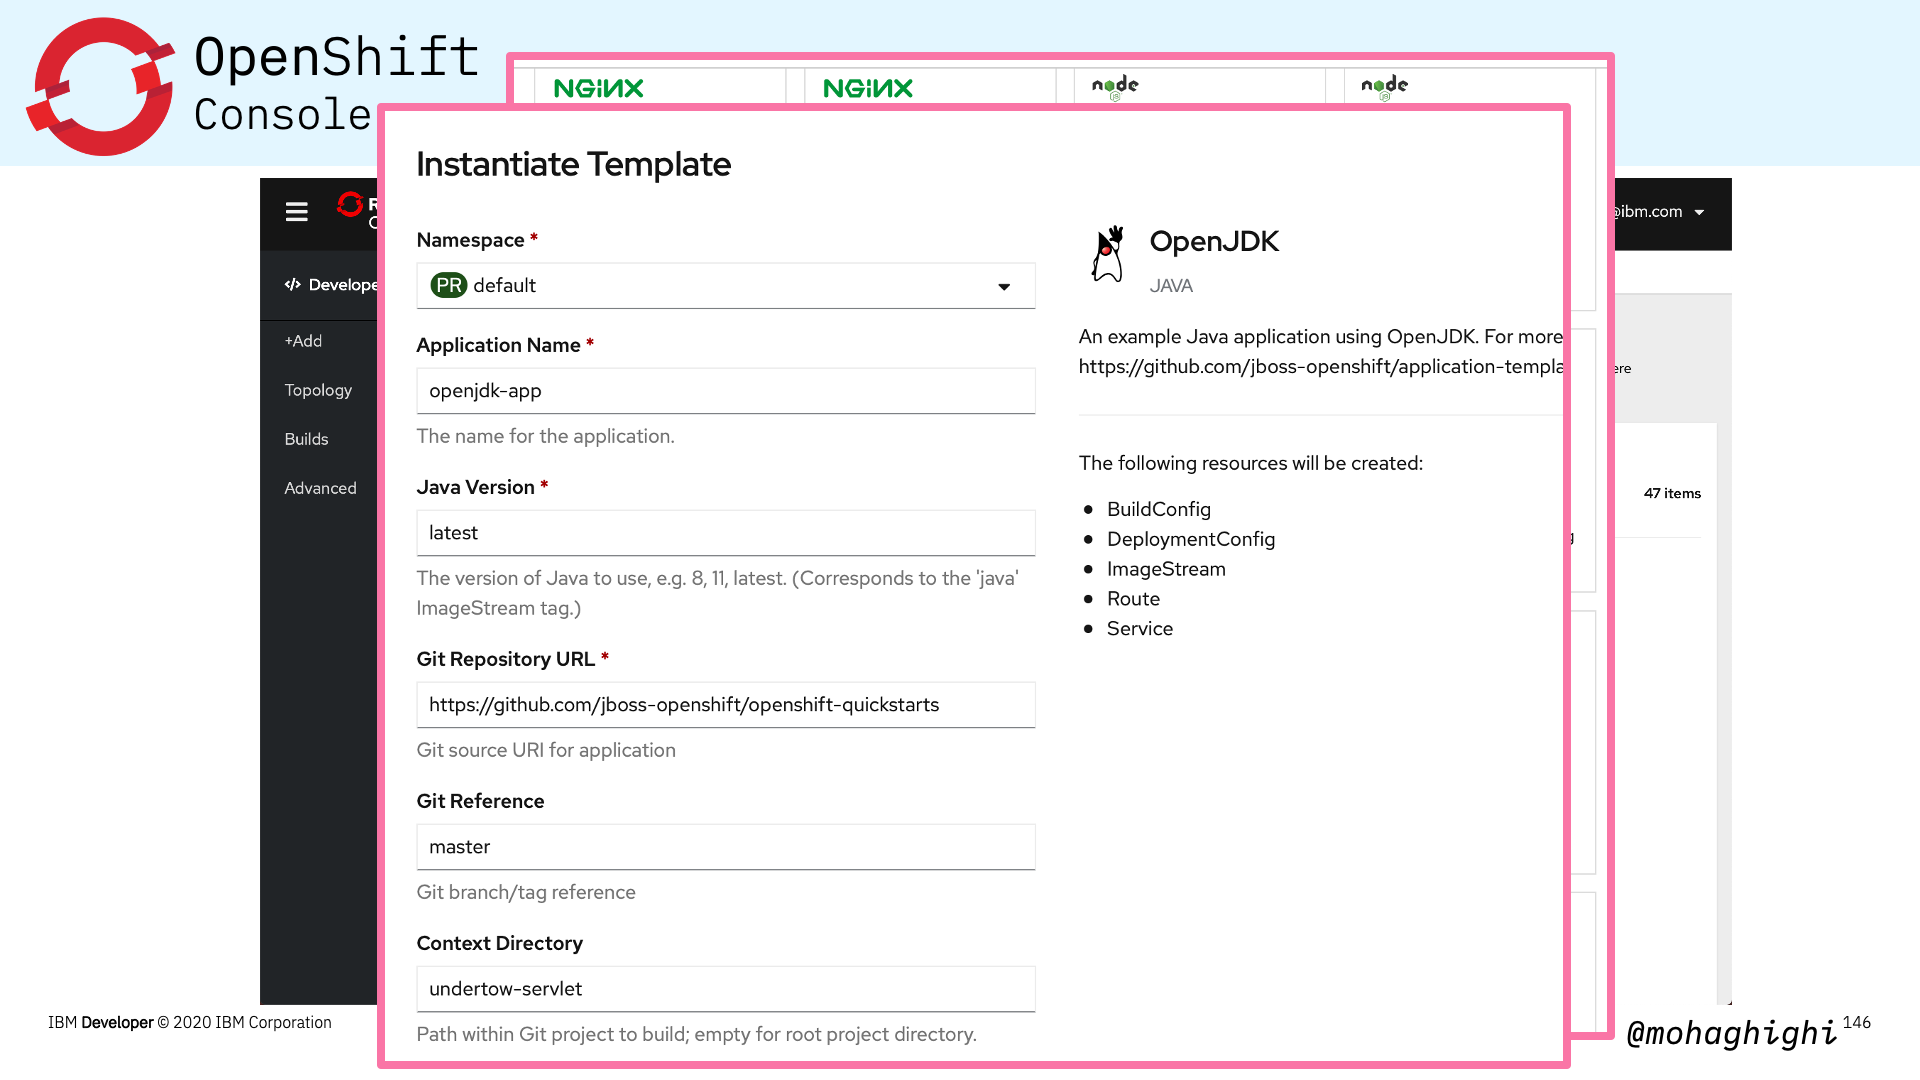 OpenShift
Console
NGINX
NGINX
node
node
Instantiate Template
Namespace *
PR default
Application Name *
openjdk-app
The name for the application.
Java Version *
latest
The version of Java to use, e.g. 8, 11, latest. (Corresponds to the 'java'
ImageStream tag.)
Git Repository URL *
https://github.com/jboss-openshift/openshift-quickstarts
Git source URI for application
Git Reference
master
Git branch/tag reference
Context Directory
undertow-servlet
Path within Git project to build; empty for root project directory.
OpenJDK
JAVA
An example Java application using OpenJDK. For more
https://github.com/jboss-openshift/application-templa
The following resources will be created:
• BuildConfig
• DeploymentConfig
• ImageStream
• Route
• Service
</> Develope
+Add
Topology
Builds
Advanced
@ibm.com
ere
47 items
IBM Developer © 2020 IBM Corporation
@mohaghighi
146